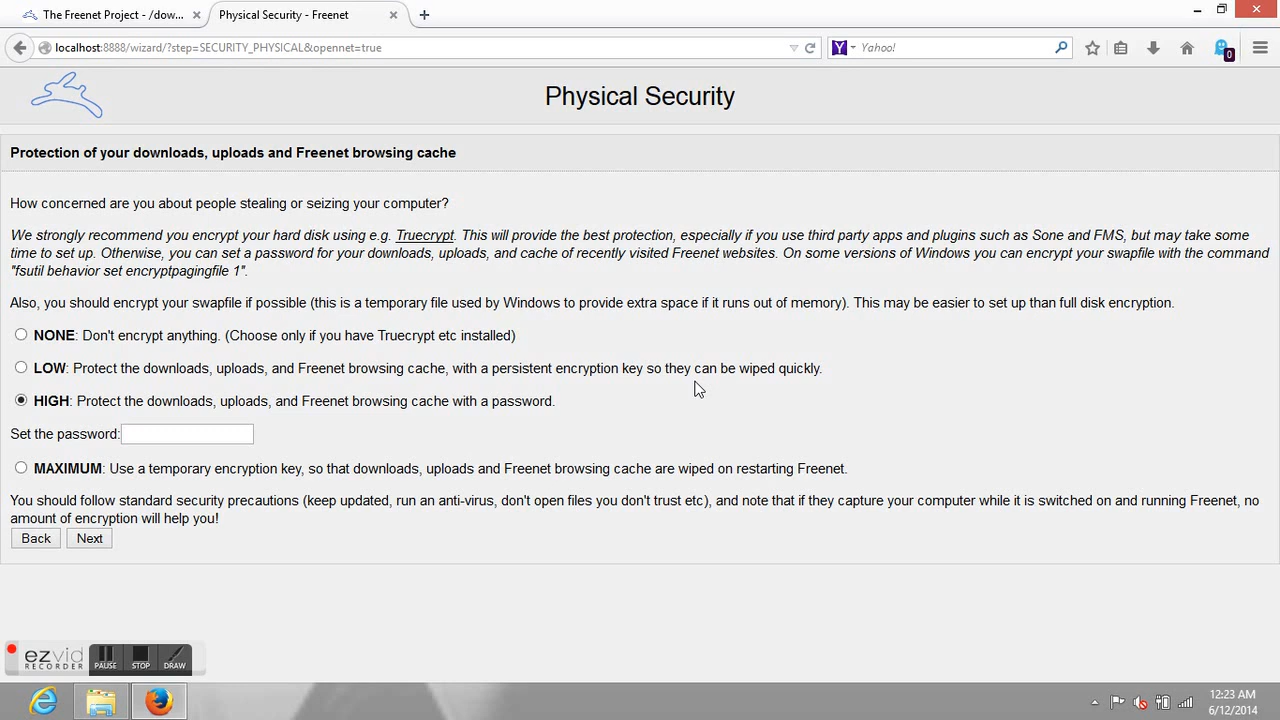 The Freenet Project - /dow...
Physical Security - Freenet
localhost:8888/wizard/?step=SECURITY_PHYSICAL&opennet=true
Yahoo!
0
Physical Security
Protection of your downloads, uploads and Freenet browsing cache
How concerned are you about people stealing or seizing your computer?
We strongly recommend you encrypt your hard disk using e.g. Truecrypt. This will provide the best protection, especially if you use third party apps and plugins such as Sone and FMS, but may take some
time to set up. Otherwise, you can set a password for your downloads, uploads, and cache of recently visited Freenet websites. On some versions of Windows you can encrypt your swapfile with the command
"fsutil behavior set encryptpagingfile 1".
Also, you should encrypt your swapfile if possible (this is a temporary file used by Windows to provide extra space if it runs out of memory). This may be easier to set up than full disk encryption.
NONE: Don't encrypt anything. (Choose only if you have Truecrypt etc installed)
LOW: Protect the downloads, uploads, and Freenet browsing cache, with a persistent encryption key so they can be wiped quickly.
HIGH: Protect the downloads, uploads, and Freenet browsing cache with a password.
Set the password:
MAXIMUM: Use a temporary encryption key, so that downloads, uploads and Freenet browsing cache are wiped on restarting Freenet.
You should follow standard security precautions (keep updated, run an anti-virus, don't open files you don't trust etc), and note that if they capture your computer while it is switched on and running Freenet, no
amount of encryption will help you!
Back Next
ezvid
RECORDER
PAUSE STOP DRAW
12:23 AM
6/12/2014